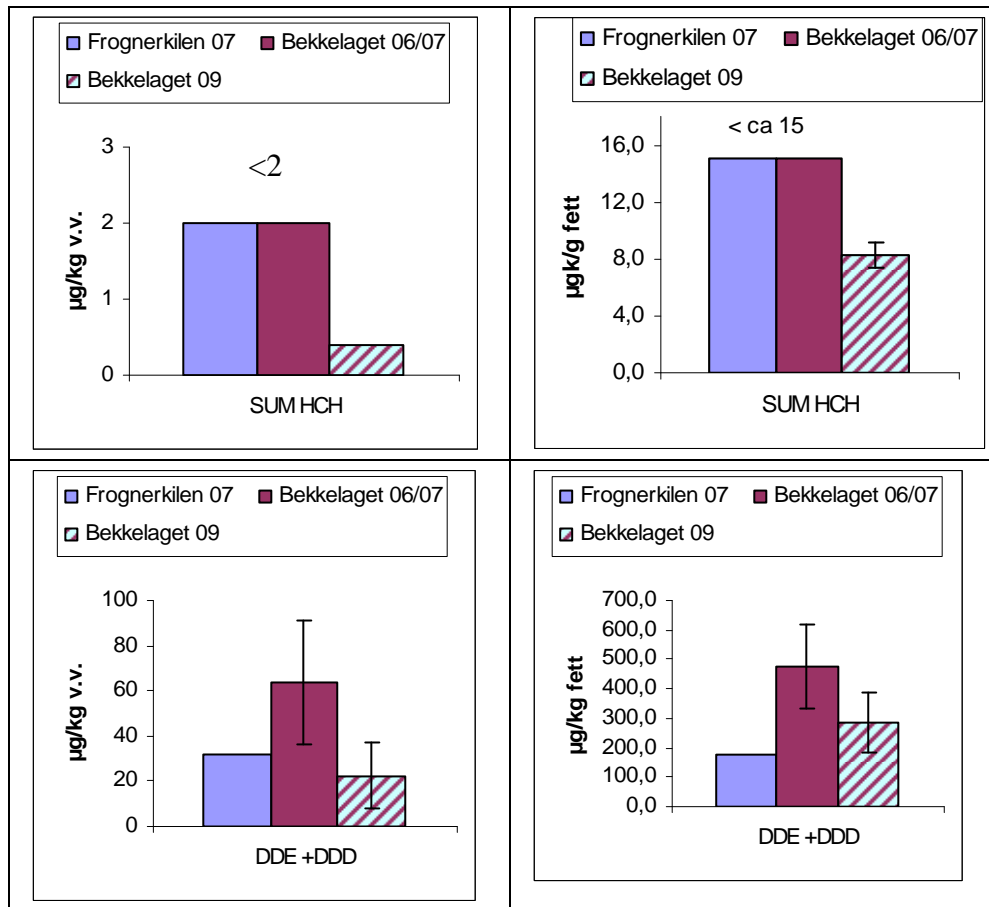 Frognerkilen 07 Bekkelaget 06/07
Bekkelaget 09
3
<2
2
1
0
µg/kg v.v.
SUM HCH
Frognerkilen 07 Bekkelaget 06/07
Bekkelaget 09
< ca 15
16,0
12,0
8,0
4,0
0,0
µgk/g fett
SUM HCH
Frognerkilen 07 Bekkelaget 06/07
Bekkelaget 09
100
80
60
40
20
0
µg/kg v.v.
DDE +DDD
Frognerkilen 07 Bekkelaget 06/07
Bekkelaget 09
700,0
600,0
500,0
400,0
300,0
200,0
100,0
0,0
µg/kg fett
DDE +DDD